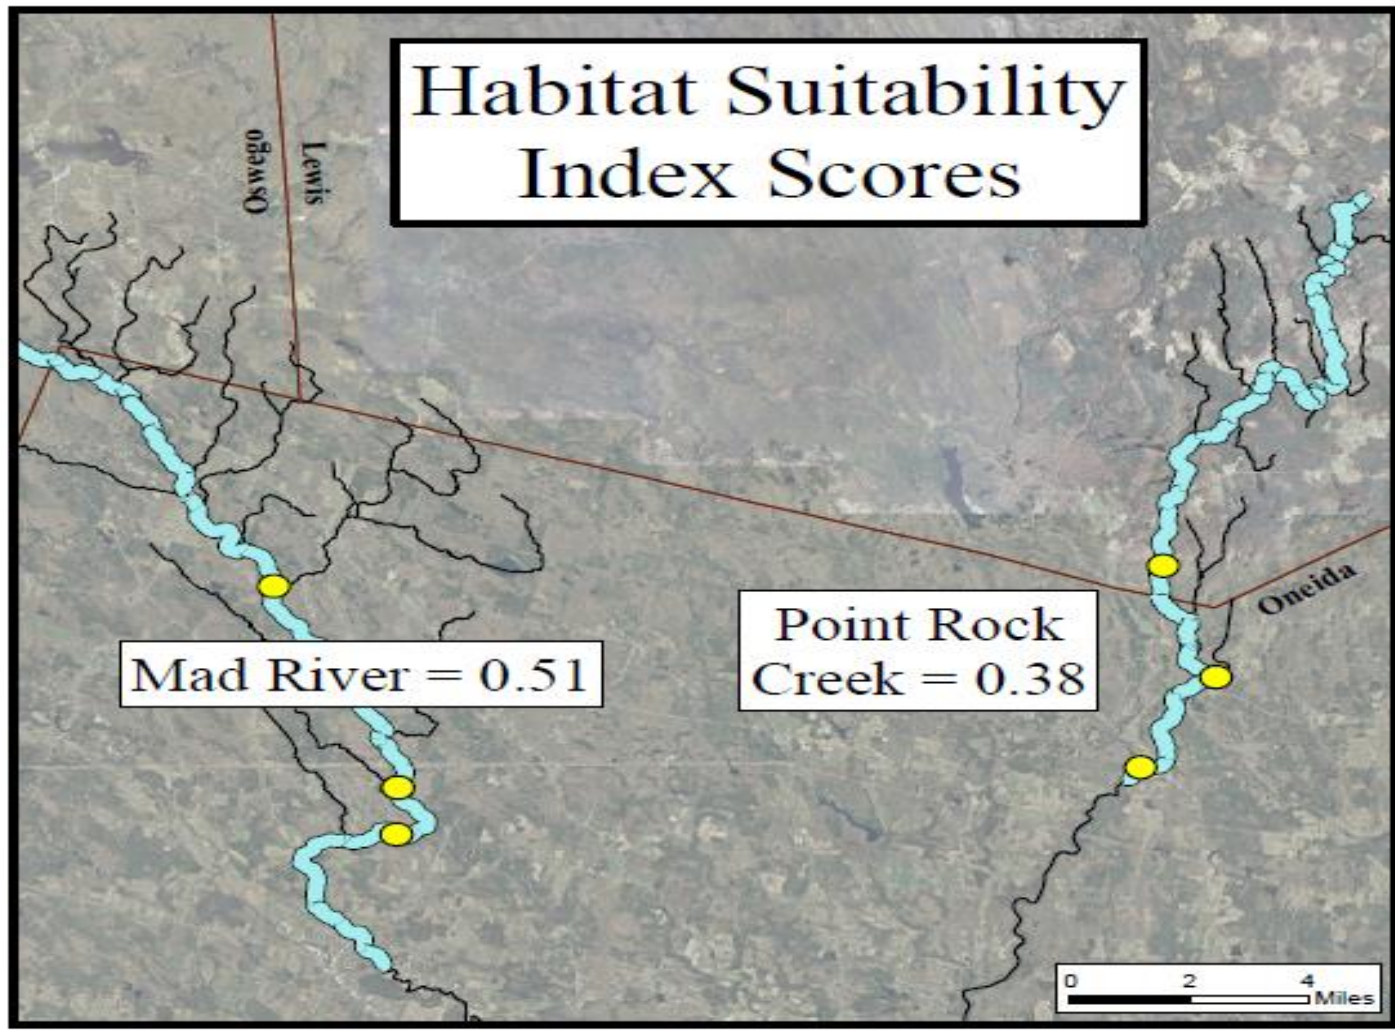 Habitat Suitability
Index Scores
Oswego
Lewis
Mad River = 0.51
Point Rock
Creek = 0.38
Oneida
0 2 4
Miles